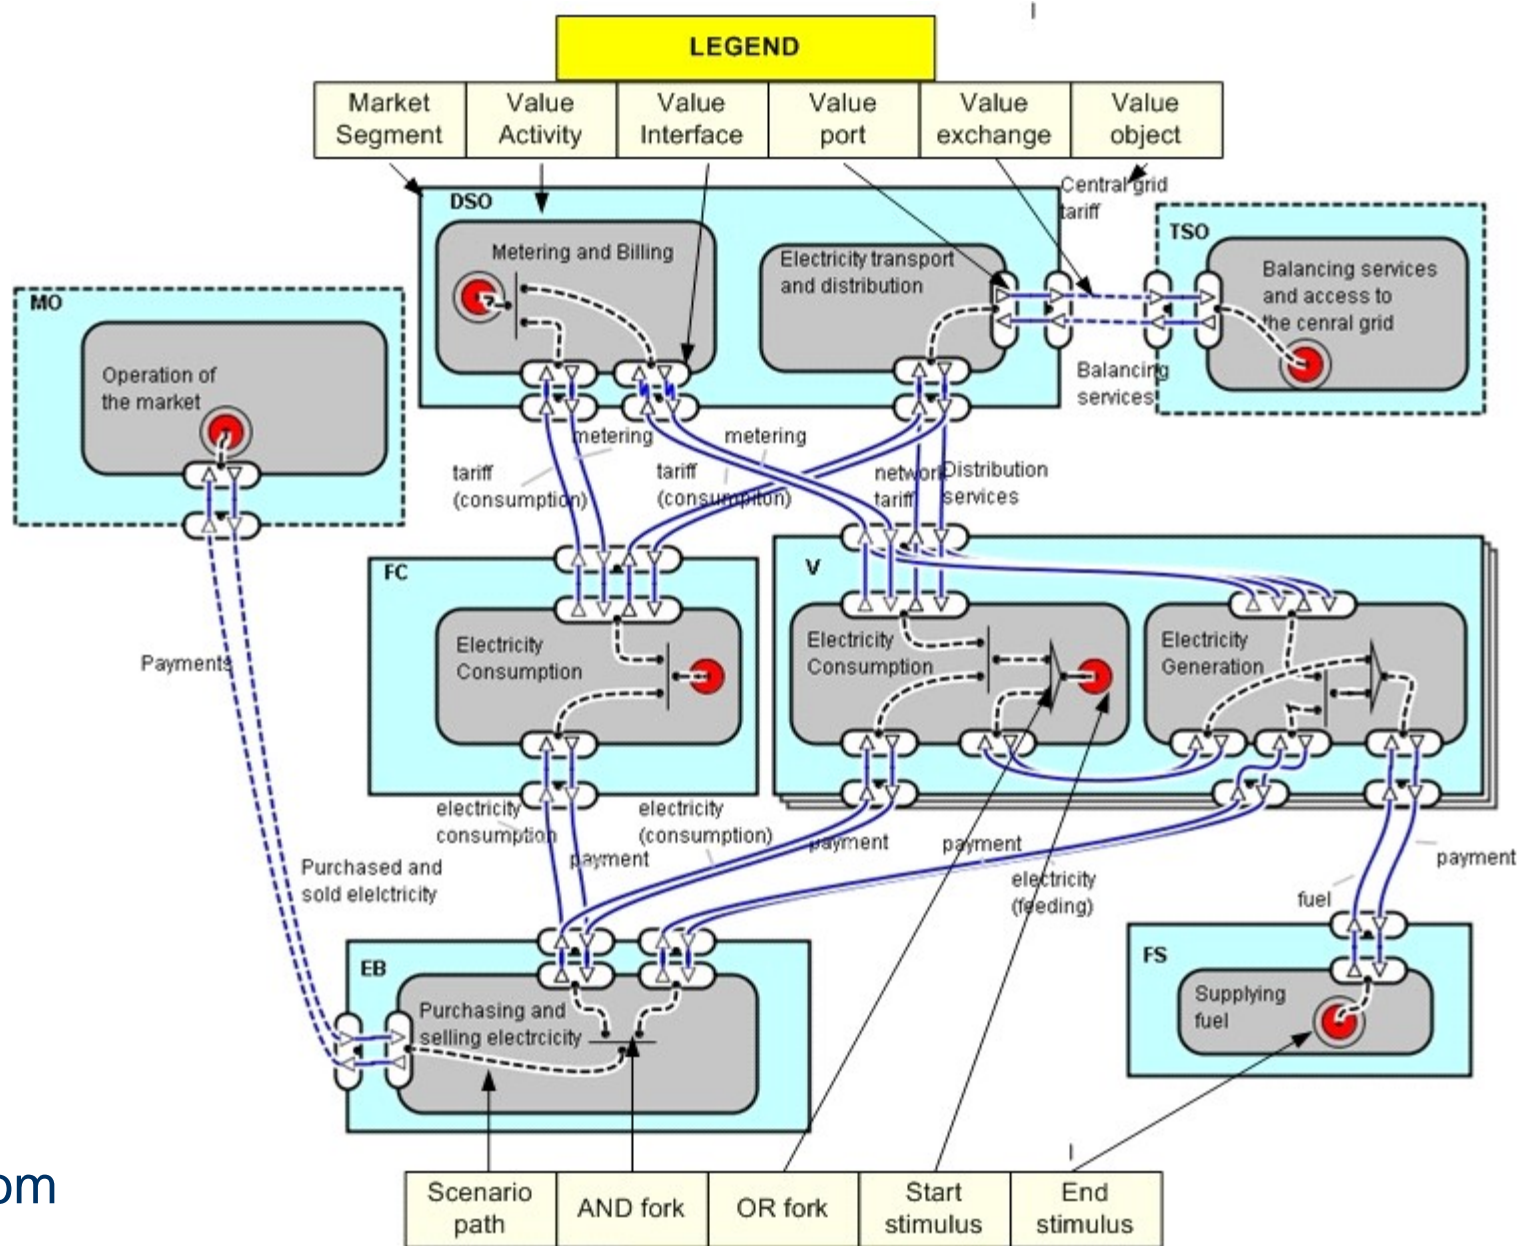 LEGEND
Market
Segment
Value
Activity
Value
Interface
Value
port
Value
exchange
Value
object
DSO
Central grid
tariff
Metering and Billing
Electricity transport
and distribution
TSO
Balancing services
and access to
the cenral grid
MO
Operation of
the market
Balancing
services
metering
metering
tariff
(consumption)
tariff
(consumpiton)
network
tariff
Distribution
services
FC
V
Electricity
Consumption
Electricity
Consumption
Electricity
Generation
Payments
electricity
consumption
electricity
(consumption)
payment
payment
payment
payment
Purchased and
sold elelctricity
electricity
(feeding)
fuel
EB
Purchasing and
selling electrcicity
FS
Supplying
fuel
om
Scenario
path
AND fork
OR fork
Start
stimulus
End
stimulus